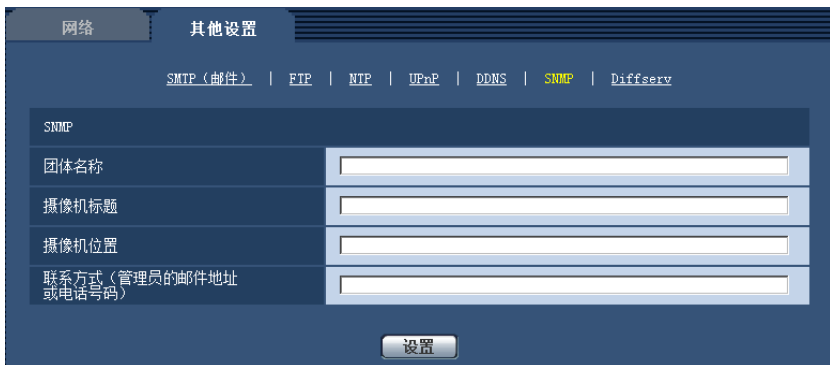 网络 其他设置
SMTP（邮件） | FTP | NTP | UPnP | DDNS | SNMP | Diffserv
SNMP
团体名称
摄像机标题
摄像机位置
联系方式（管理员的邮件地址
或电话号码）
设置